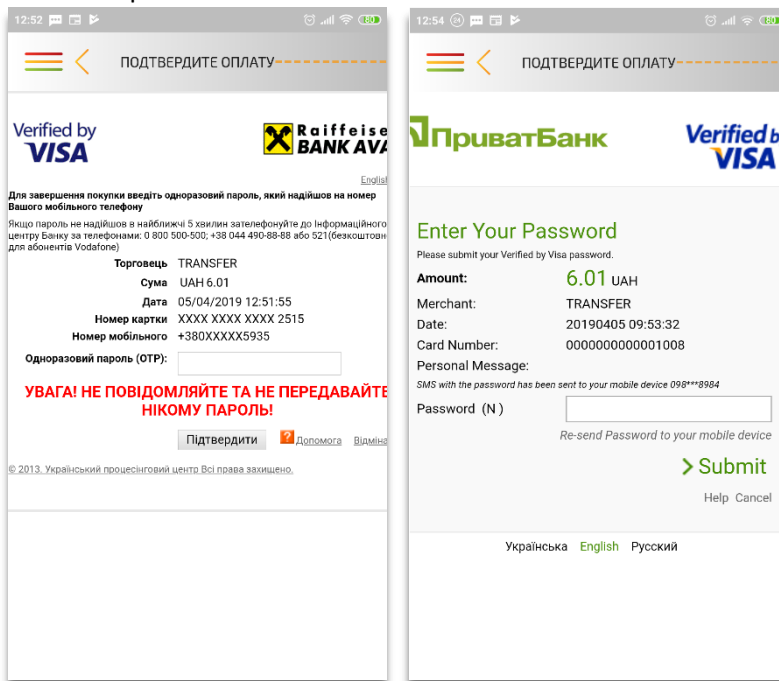 12:52
80
ПОДТВЕРДИТЕ ОПЛАТУ
Verified by
VISA
Raiffeise
BANK AVA
English
Для завершення покупки введіть одноразовий пароль, який надійшов на номер
Вашого мобільного телефону
Якщо пароль не надійшов в найближчі 5 хвилин зателефонуйте до Інформаційного
центру Банку за телефонами: 0 800 500-500; +38 044 490-88-88 або 521(безкоштовн
для абонентів Vodafone)
Торговець TRANSFER
Сума UAH 6.01
Дата 05/04/2019 12:51:55
Номер картки XXXX XXXX XXXX 2515
Номер мобільного +380XXXXX5935
Одноразовий пароль (OTP):
УВАГА! НЕ ПОВІДОМЛЯЙТЕ ТА НЕ ПЕРЕДАВАЙТЕ
НІКОМУ ПАРОЛЬ!
Підтвердити ? Допомога Відміна
© 2013. Український процесінговий центр Всі права захищено.
12:54
80
ПОДТВЕРДИТЕ ОПЛАТУ
ПриватБанк
Verified b
VISA
Enter Your Password
Please submit your Verified by Visa password.
Amount: 6.01 UAH
Merchant: TRANSFER
Date: 20190405 09:53:32
Card Number: 0000000000001008
Personal Message:
SMS with the password has been sent to your mobile device 098***8984
Password (N )
Re-send Password to your mobile device
Submit
Help Cancel
Українська English Русский